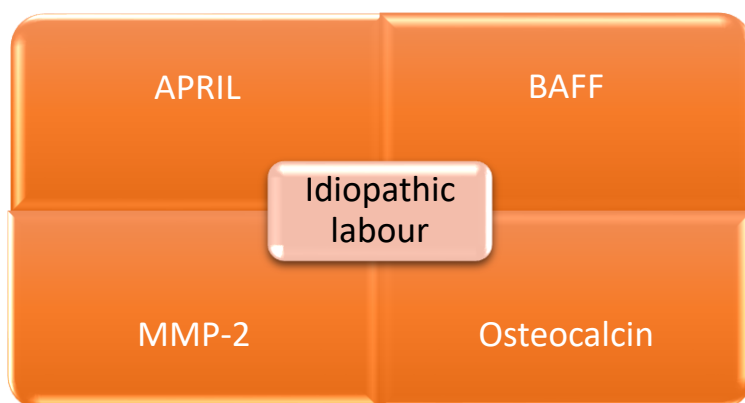 APRIL
BAFF
Idiopathic
labour
MMP-2
Osteocalcin